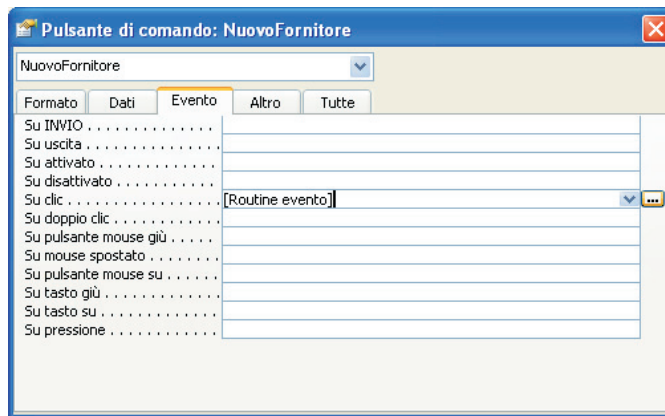 Pulsante di comando: NuovoFornitore
NuovoFornitore
Formato Dati Evento Altro Tutte
Su INVIO . . . . . . . . . . . . . . .
Su uscita . . . . . . . . . . . . . . . .
Su attivato . . . . . . . . . . . . . .
Su disattivato . . . . . . . . . . . .
Su clic . . . . . . . . . . . . . . . . . . [Routine evento] ...
Su doppio clic . . . . . . . . . . . .
Su pulsante mouse giù . . . . .
Su mouse spostato . . . . . . . .
Su pulsante mouse su . . . . . .
Su tasto giù . . . . . . . . . . . . . .
Su tasto su . . . . . . . . . . . . . . .
Su pressione . . . . . . . . . . . . .